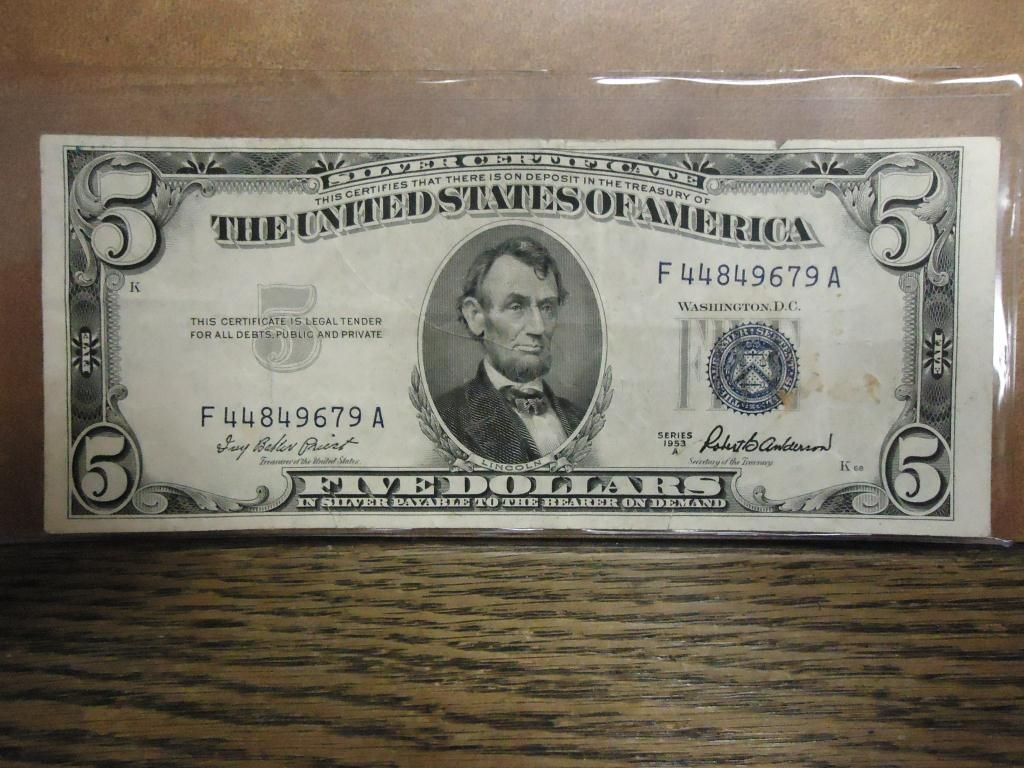 SILVER CERTIFICATE
THIS CERTIFIES THAT THERE IS ON DEPOSIT IN THE TREASURY OF
THE UNITED STATES OF AMERICA
5 5
F 44849679 A
K
WASHINGTON, D.C.
5
FIVE
THIS CERTIFICATE IS LEGAL TENDER
FOR ALL DEBTS, PUBLIC AND PRIVATE
FIVE FIVE
F 44849679 A
Ivy Baker Priest
Treasurer of the United States.
SERIES
1953
A
Robert B Anderson
Secretary of the Treasury.
K 68
LINCOLN
5 5
FIVE DOLLARS
IN SILVER PAYABLE TO THE BEARER ON DEMAND